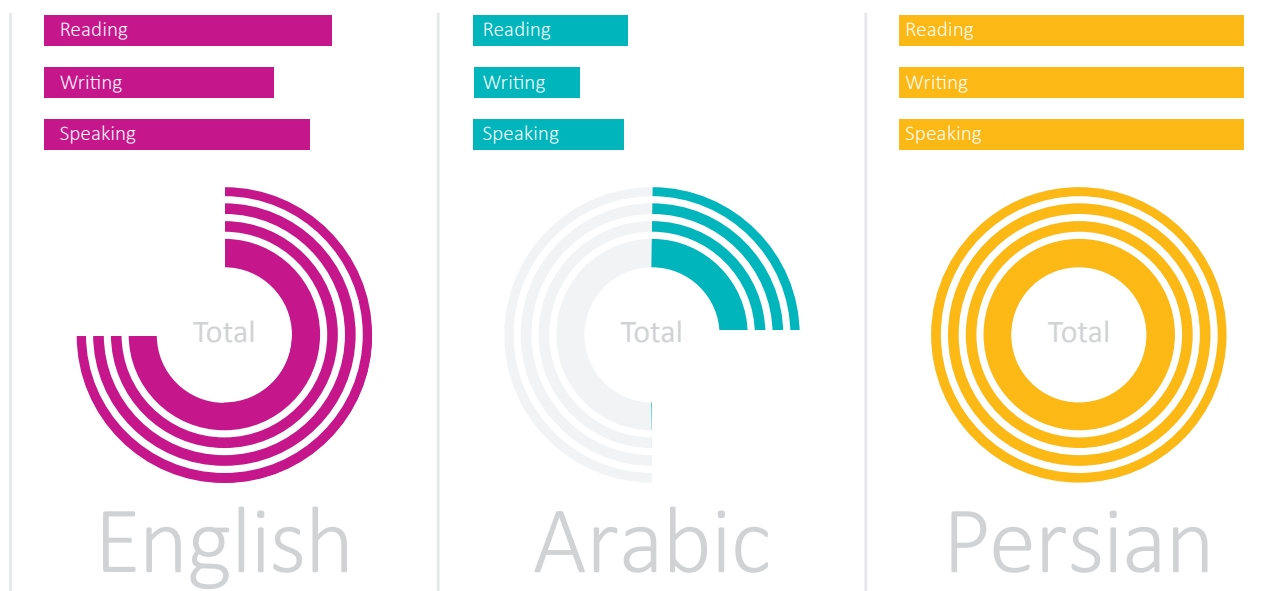 Reading
Writing
Speaking
Total
English
Reading
Writing
Speaking
Total
Arabic
Reading
Writing
Speaking
Total
Persian